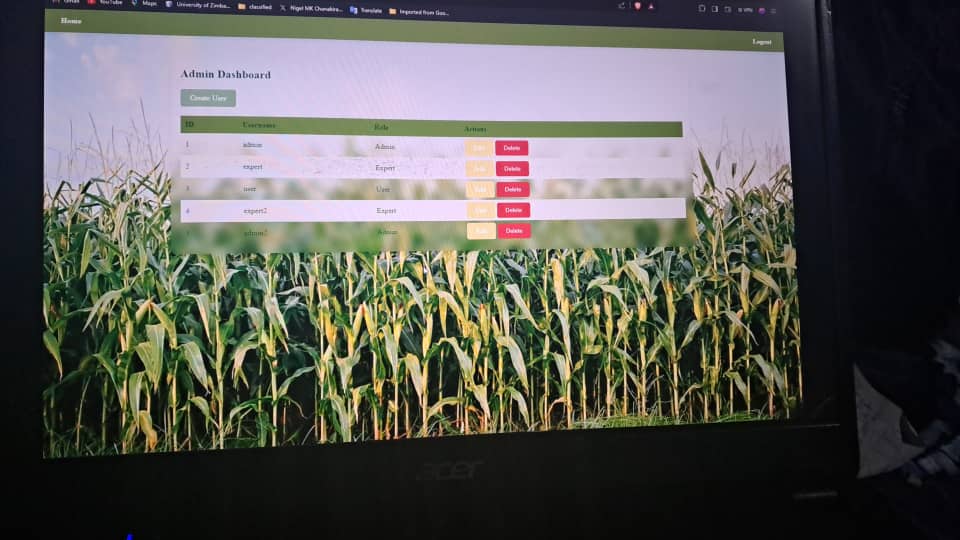 Gmail YouTube Maps University of Zimba... classified Nigel MK Chanakira... Translate Imported from Goo... VPN
Home
Logout
Admin Dashboard
Create User
ID Username Role Actions
1 admin Admin Edit Delete
2 expert Expert Edit Delete
3 user User Edit Delete
4 expert2 Expert Edit Delete
admin2 Admin Edit Delete
acer